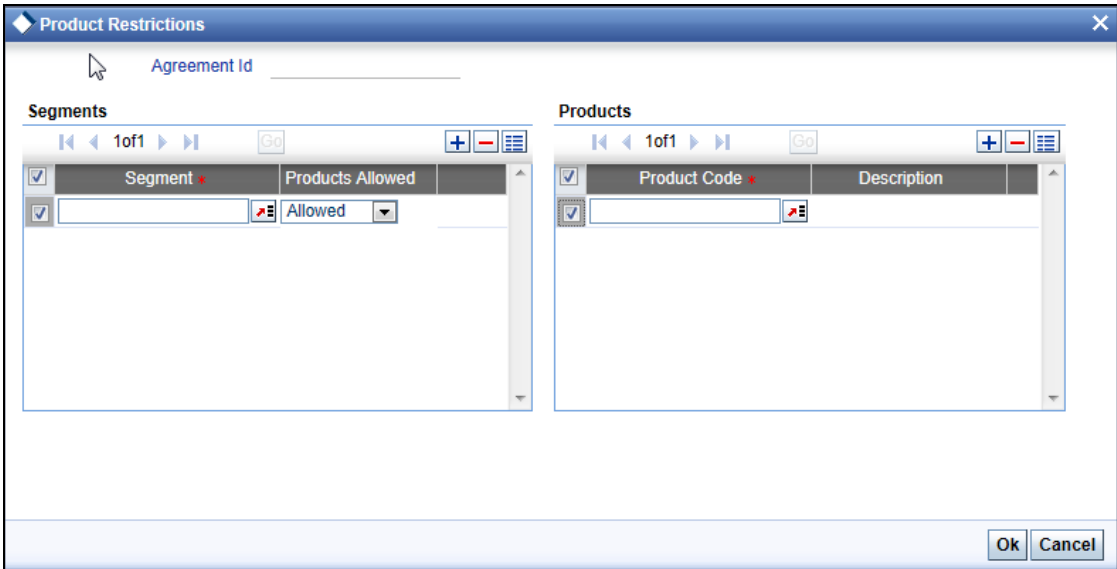 Product Restrictions
Agreement Id
Segments
1of1 Go
Segment * Products Allowed
Allowed
Products
1of1 Go
Product Code * Description
Ok Cancel